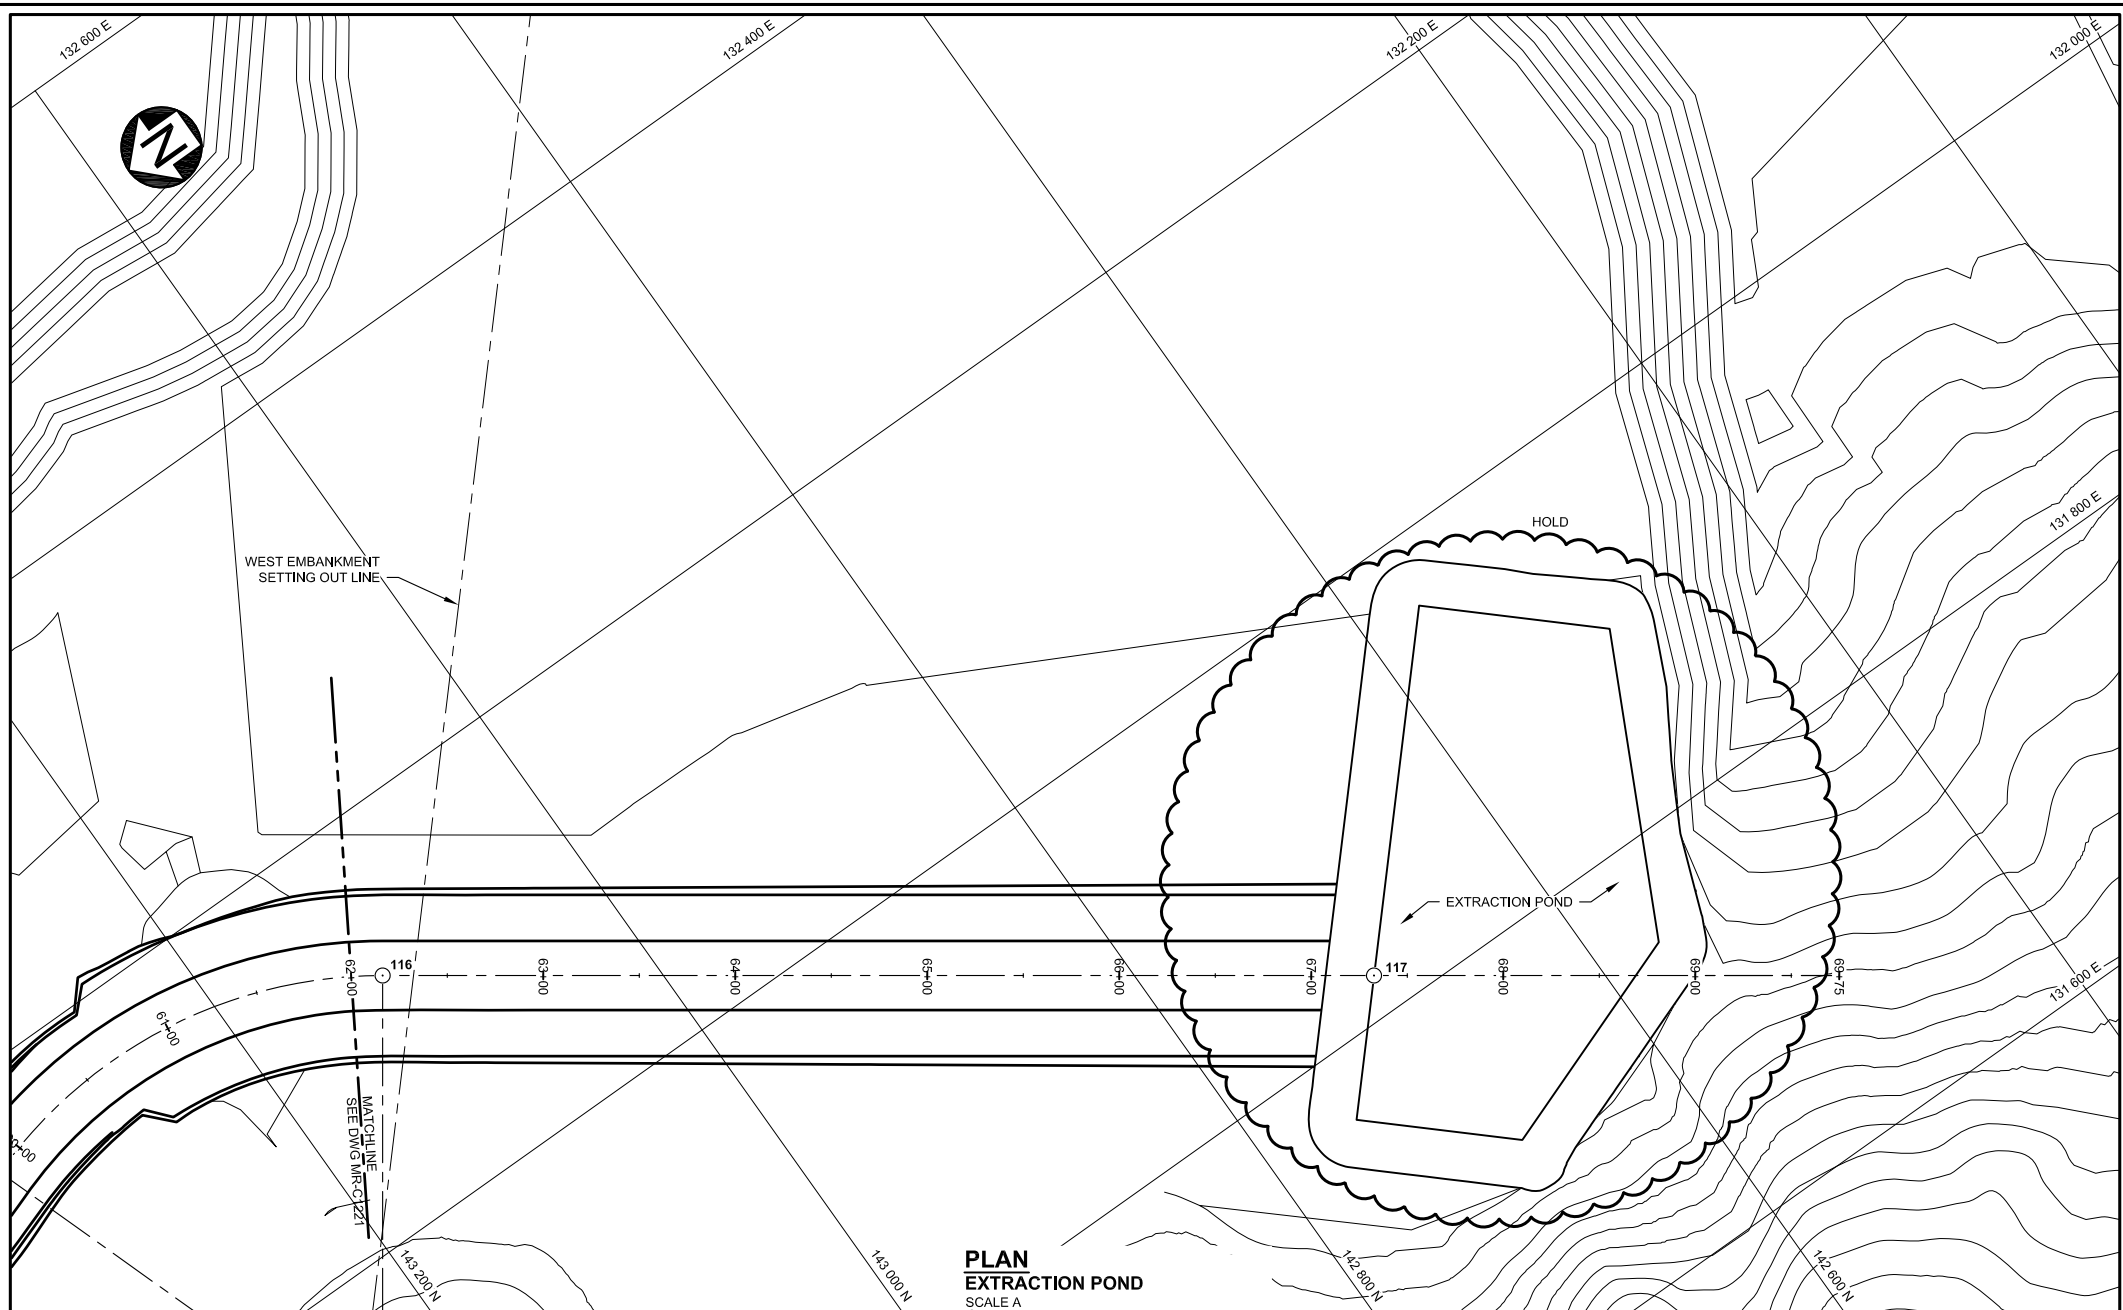 132 600 E
132 400 E
132 200 E
132 000 E
N
131 800 E
HOLD
WEST EMBANKMENT
SETTING OUT LINE
EXTRACTION POND
116
117
62+00
63+00
64+00
65+00
66+00
67+00
68+00
69+00
69+75
131 600 E
61+00
MATCHLINE
SEE DWG MR-C1221
143 200 N
143 000 N
142 800 N
142 600 N
PLAN
EXTRACTION POND
SCALE A